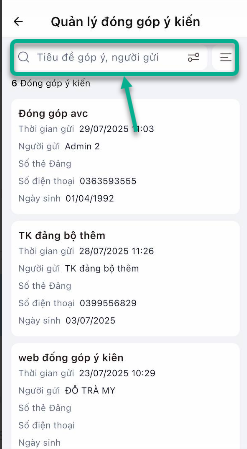 Quản lý đóng góp ý kiến
Tiêu đề góp ý, người gửi
6 Đóng góp ý kiến
Đóng góp avc
Thời gian gửi 29/07/2025 11:03
Người gửi Admin 2
Số thẻ Đảng
Số điện thoại 0363593555
Ngày sinh 01/04/1992
TK đảng bộ thêm
Thời gian gửi 28/07/2025 11:26
Người gửi TK đảng bộ thêm
Số thẻ Đảng
Số điện thoại 0399556829
Ngày sinh 03/07/2025
web đống góp ý kiên
Thời gian gửi 23/07/2025 10:29
Người gửi ĐỖ TRÀ MY
Số thẻ Đảng
Số điện thoại
Ngày sinh